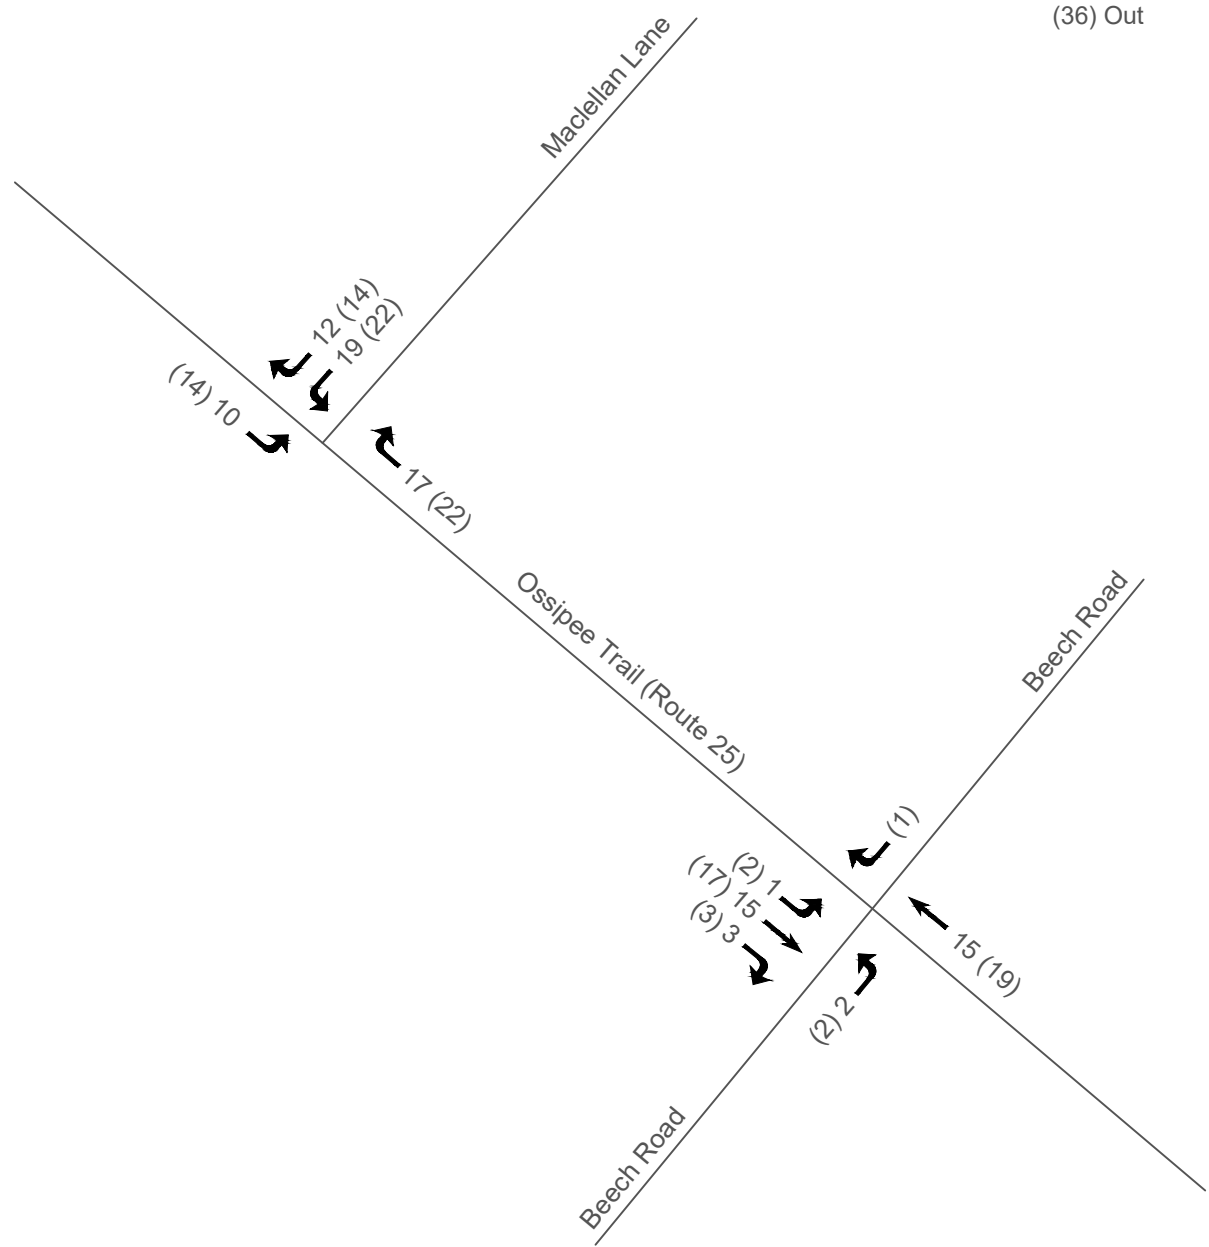 (36) Out
Maclellan Lane
12 (14)
19 (22)
(14) 10
17 (22)
Ossipee Trail (Route 25)
Beech Road
(1)
(2) 1
(17) 15
(3) 3
15 (19)
(2) 2
Beech Road